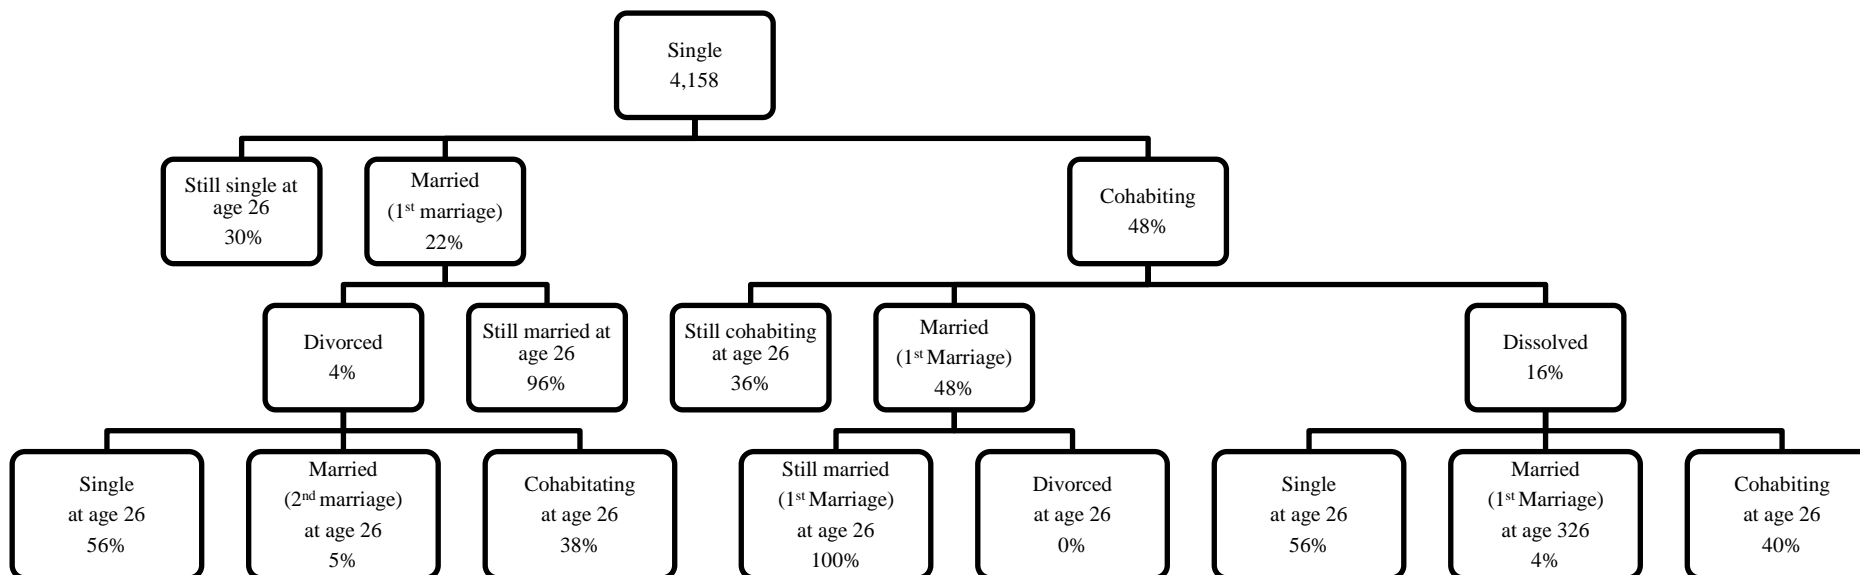 Single
4,158
Still single at
age 26
30%
Married
(1st marriage)
22%
Cohabiting
48%
Divorced
4%
Still married at
age 26
96%
Still cohabiting
at age 26
36%
Married
(1st Marriage)
48%
Dissolved
16%
Single
at age 26
56%
Married
(2nd marriage)
at age 26
5%
Cohabitating
at age 26
38%
Still married
(1st Marriage)
at age 26
100%
Divorced
at age 26
0%
Single
at age 26
56%
Married
(1st Marriage)
at age 326
4%
Cohabiting
at age 26
40%